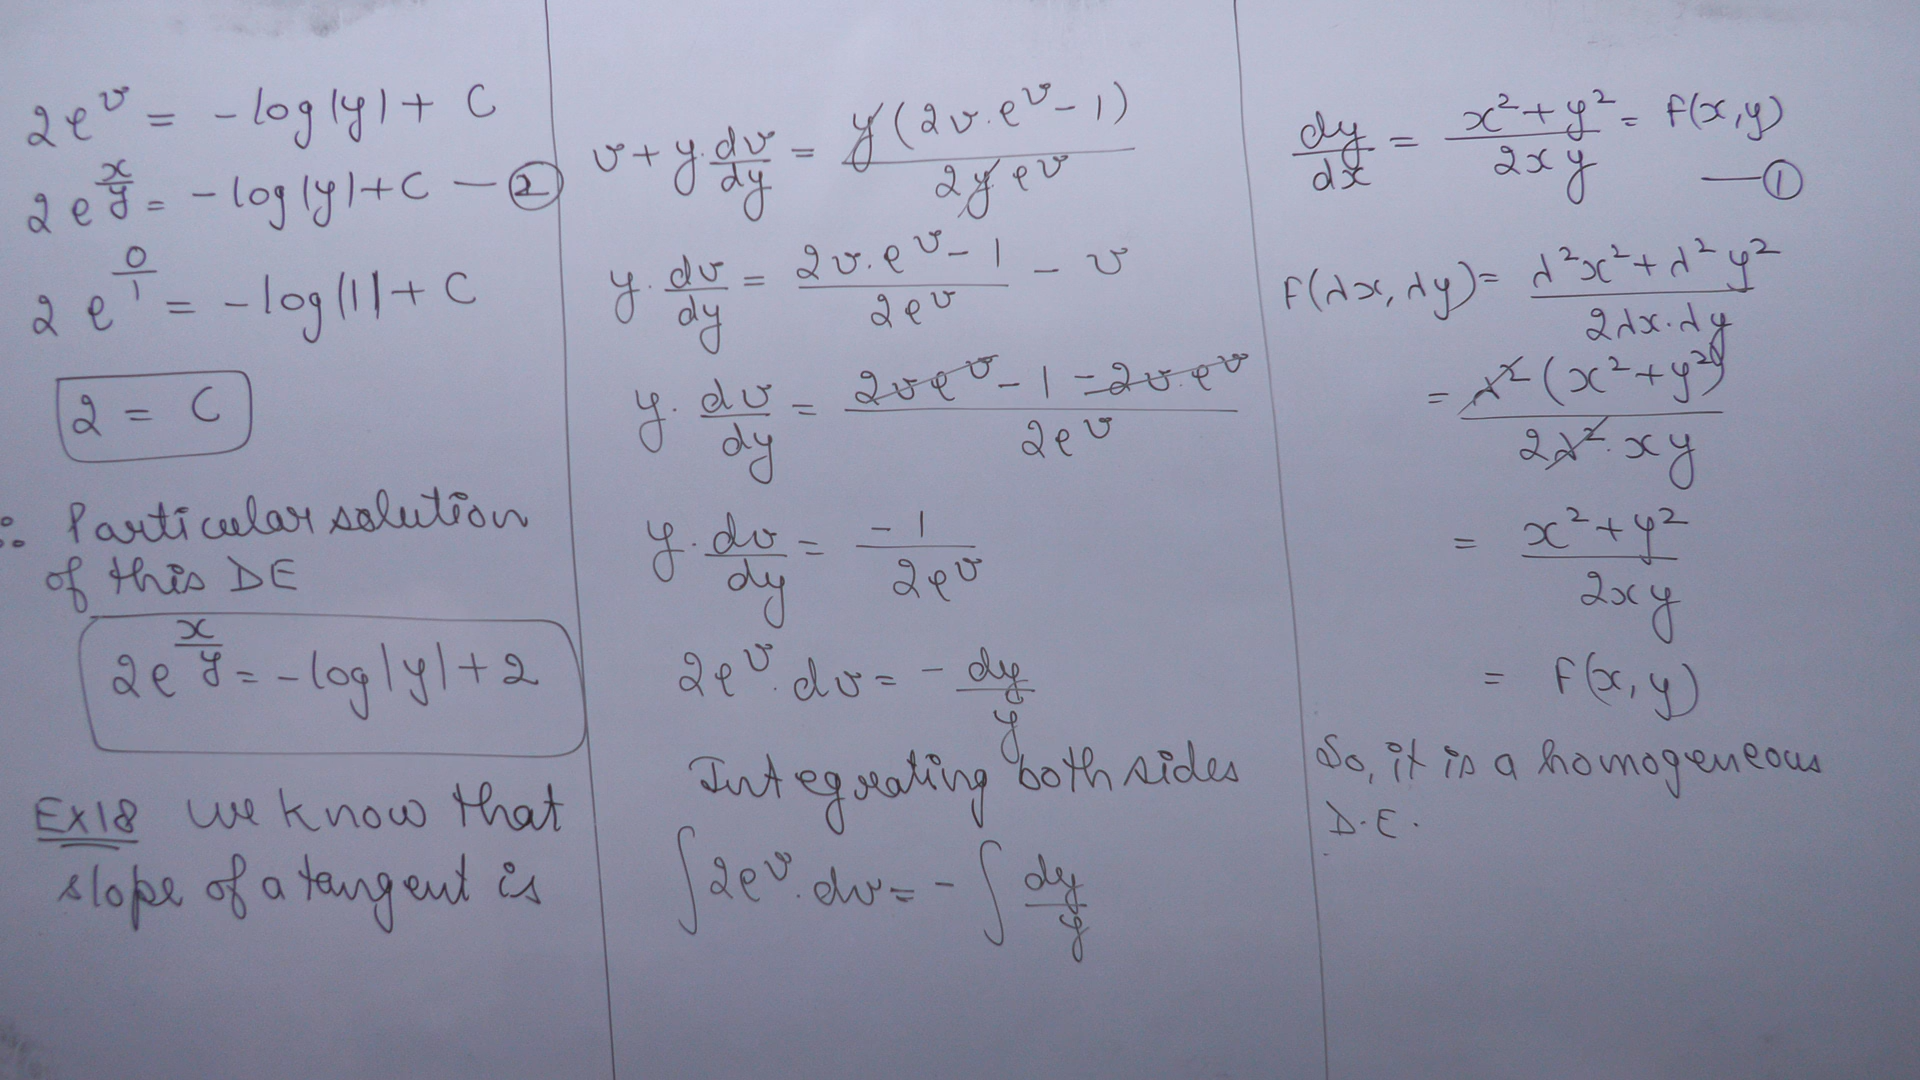 2e^v = -log|y| + C
2e^(x/y) = -log|y| + C — ②
2e^(0/1) = -log|1| + C
2 = C
∴ Particular solution
of this DE
2e^(x/y) = -log|y| + 2
Ex18 We know that
slope of a tangent is
v + y·dv/dy = y(2v·e^v - 1)/2ye^v
y·dv/dy = (2v·e^v - 1)/2e^v - v
y·dv/dy = (2ve^v - 1 - 2v·e^v)/2e^v
y·dv/dy = -1/2e^v
2e^v·dv = -dy/y
Integrating both sides
∫2e^v·dv = -∫dy/y
dy/dx = (x²+y²)/2xy = F(x,y)
—①
F(λx, λy) = (λ²x²+λ²y²)/2λx·λy
= λ²(x²+y²)/2λ²·xy
= (x²+y²)/2xy
= F(x,y)
So, it is a homogeneous
D.E.